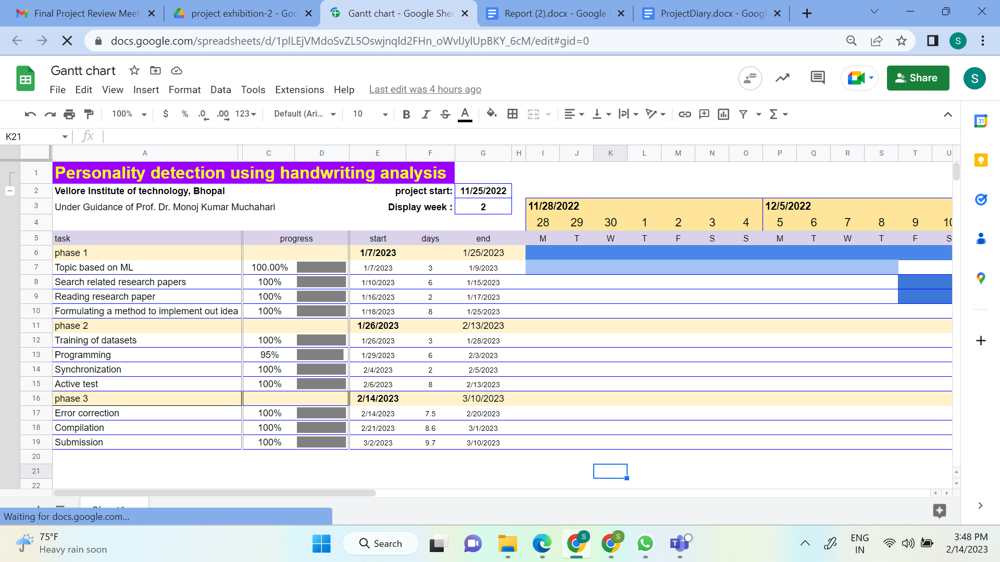 Final Project Review Meeti
project exhibition-2 - Goo
Gantt chart - Google Shee
Report (2).docx - Google
ProjectDiary.docx - Googl
docs.google.com/spreadsheets/d/1plLEjVMdoSvZL5Oswjnqld2FHn_oWvlJylUpBKY_6cM/edit#gid=0
S
Gantt chart
File Edit View Insert Format Data Tools Extensions Help Last edit was 4 hours ago
Share
S
100% $ % .0 .00 123 Default (Ari... 10 B I S A
31
K21 fx
A C D E F G H I J K L M N O P Q R S T U
1 Personality detection using handwriting analysis
2 Vellore Institute of technology, Bhopal project start: 11/25/2022
3 Under Guidance of Prof. Dr. Monoj Kumar Muchahari Display week : 2 11/28/2022 12/5/2022
4 28 29 30 1 2 3 4 5 6 7 8 9 10
5 task progress start days end M T W T F S S M T W T F S
6 phase 1 1/7/2023 1/25/2023
7 Topic based on ML 100.00% 1/7/2023 3 1/9/2023
8 Search related research papers 100% 1/10/2023 6 1/15/2023
9 Reading research paper 100% 1/16/2023 2 1/17/2023
10 Formulating a method to implement out idea 100% 1/18/2023 8 1/25/2023
11 phase 2 1/26/2023 2/13/2023
12 Training of datasets 100% 1/26/2023 3 1/28/2023
13 Programming 95% 1/29/2023 6 2/3/2023
14 Synchronization 100% 2/4/2023 2 2/5/2023
15 Active test 100% 2/6/2023 8 2/13/2023
16 phase 3 2/14/2023 3/10/2023
17 Error correction 100% 2/14/2023 7.5 2/20/2023
18 Compilation 100% 2/21/2023 8.6 3/1/2023
19 Submission 100% 3/2/2023 9.7 3/10/2023
20
21
22
Waiting for docs.google.com...
75°F
Heavy rain soon
Search
S
S
T
ENG
IN
3:48 PM
2/14/2023